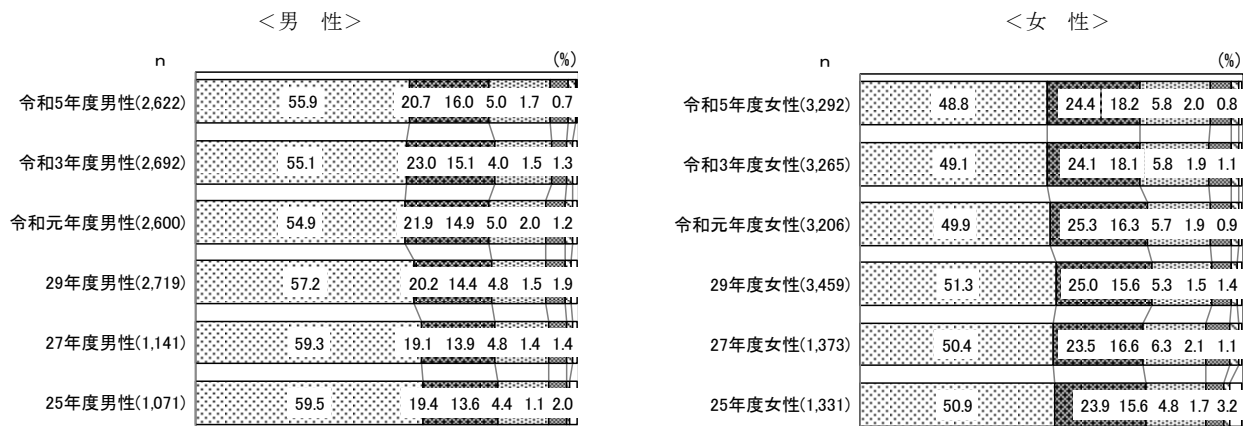 ＜男　性＞
n (%)
令和5年度男性(2,622) 55.9 20.7 16.0 5.0 1.7 0.7
令和3年度男性(2,692) 55.1 23.0 15.1 4.0 1.5 1.3
令和元年度男性(2,600) 54.9 21.9 14.9 5.0 2.0 1.2
29年度男性(2,719) 57.2 20.2 14.4 4.8 1.5 1.9
27年度男性(1,141) 59.3 19.1 13.9 4.8 1.4 1.4
25年度男性(1,071) 59.5 19.4 13.6 4.4 1.1 2.0
＜女　性＞
n (%)
令和5年度女性(3,292) 48.8 24.4 18.2 5.8 2.0 0.8
令和3年度女性(3,265) 49.1 24.1 18.1 5.8 1.9 1.1
令和元年度女性(3,206) 49.9 25.3 16.3 5.7 1.9 0.9
29年度女性(3,459) 51.3 25.0 15.6 5.3 1.5 1.4
27年度女性(1,373) 50.4 23.5 16.6 6.3 2.1 1.1
25年度女性(1,331) 50.9 23.9 15.6 4.8 1.7 3.2